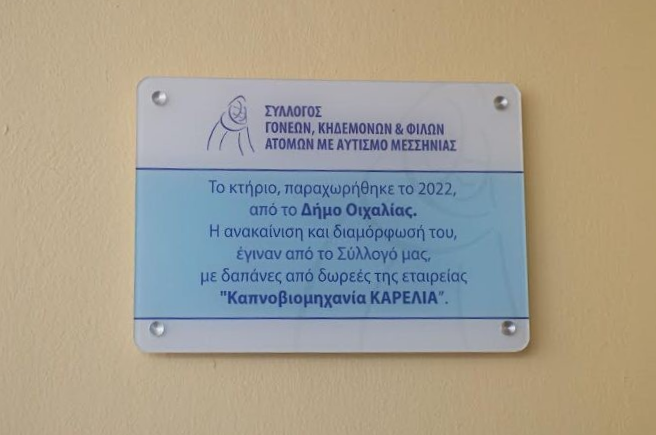 ΣΥΛΛΟΓΟΣ
ΓΟΝΕΩΝ, ΚΗΔΕΜΟΝΩΝ & ΦΙΛΩΝ
ΑΤΟΜΩΝ ΜΕ ΑΥΤΙΣΜΟ ΜΕΣΣΗΝΙΑΣ
Το κτήριο, παραχωρήθηκε το 2022,
από το Δήμο Οιχαλίας.
Η ανακαίνιση και διαμόρφωσή του,
έγιναν από το Σύλλογό μας,
με δαπάνες από δωρεές της εταιρείας
"Καπνοβιομηχανία ΚΑΡΕΛΙΑ".